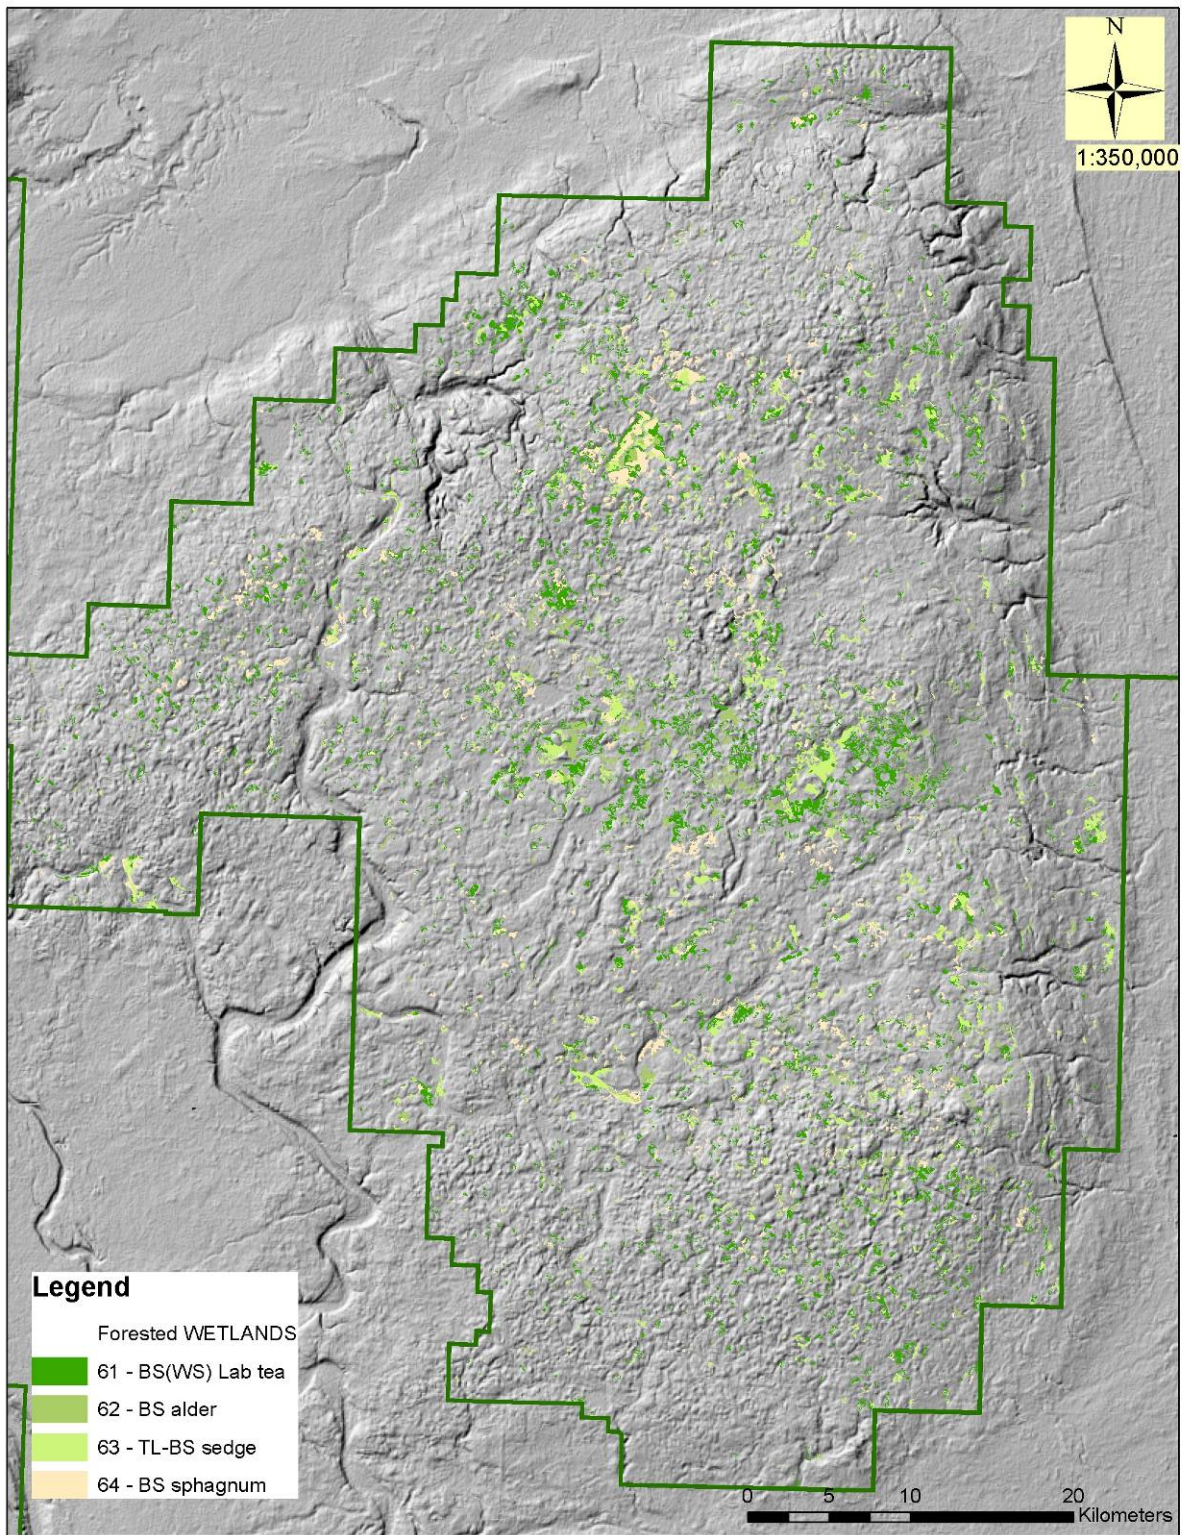 N
1:350,000
Legend
Forested WETLANDS
61 - BS(WS) Lab tea
62 - BS alder
63 - TL-BS sedge
64 - BS sphagnum
0 5 10 20
Kilometers